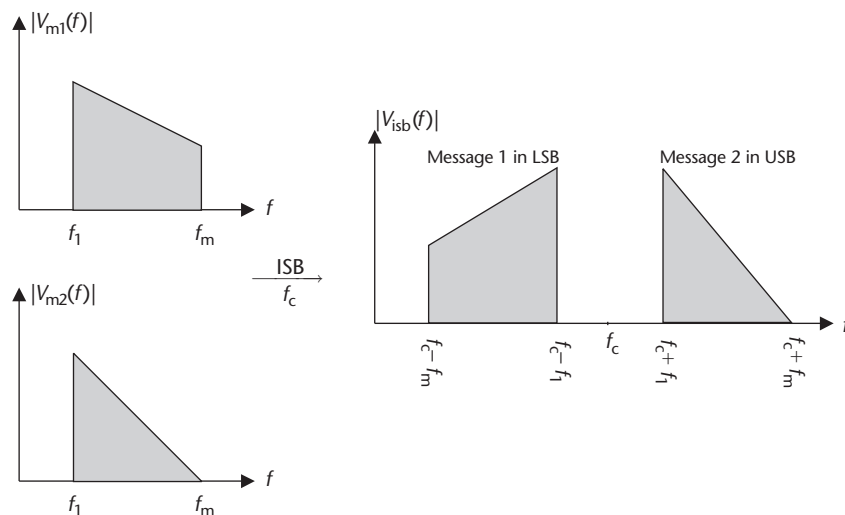 |Vm1(f)|
f
f1
fm
|Vm2(f)|
f
f1
fm
ISB
fc
|Visb(f)|
Message 1 in LSB
Message 2 in USB
fc
fc – fm
fc – f1
fc + f1
fc + fm